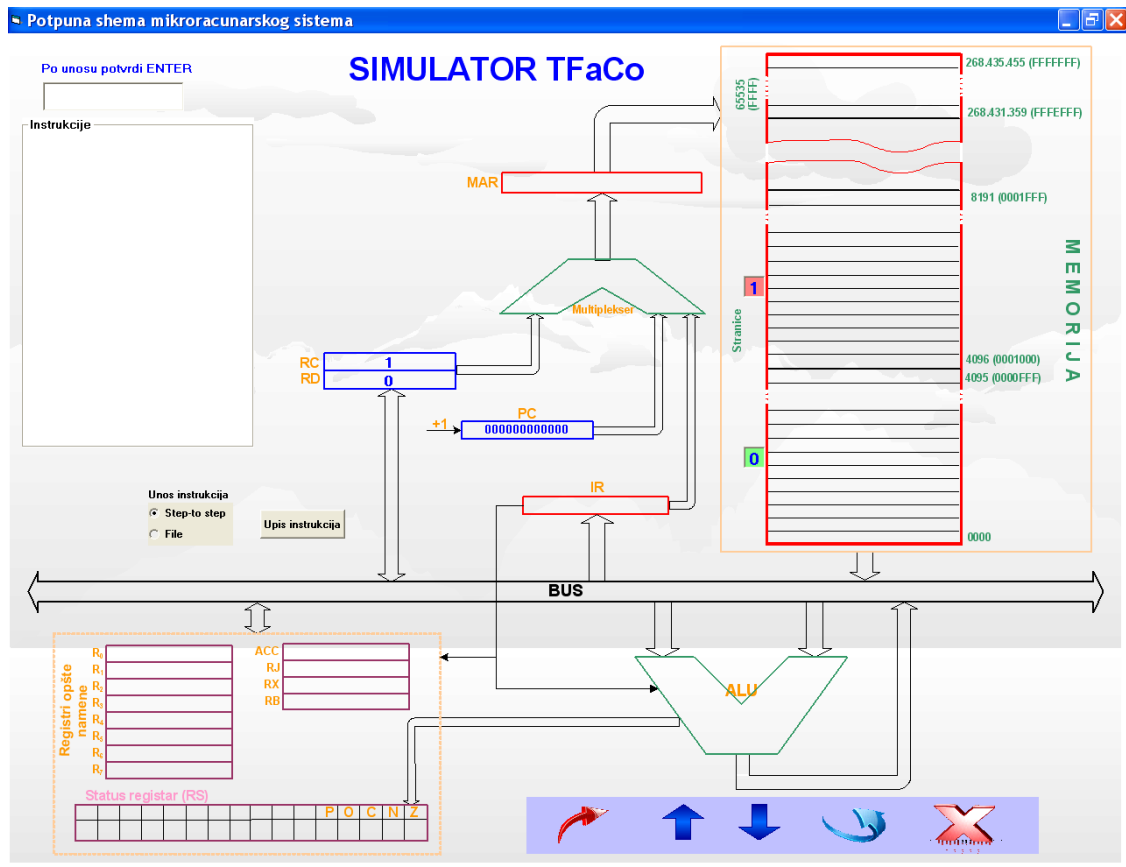 Potpuna shema mikroracunarskog sistema
Po unosu potvrdi ENTER
SIMULATOR TFaCo
Instrukcije
65535
(FFFF)
268.435.455 (FFFFFFF)
268.431.359 (FFFEFFF)
MAR
8191 (0001FFF)
MEMORIJA
1
Stranice
Multiplekser
RC 1
RD 0
4096 (0001000)
4095 (0000FFF)
PC
+1 000000000000
0
IR
Unos instrukcija
Step-to step
File
Upis instrukcija
0000
BUS
Registri opšte
namene
R0
R1
R2
R3
R4
R5
R6
R7
ACC
RJ
RX
RB
ALU
Status registar (RS)
P O C N Z